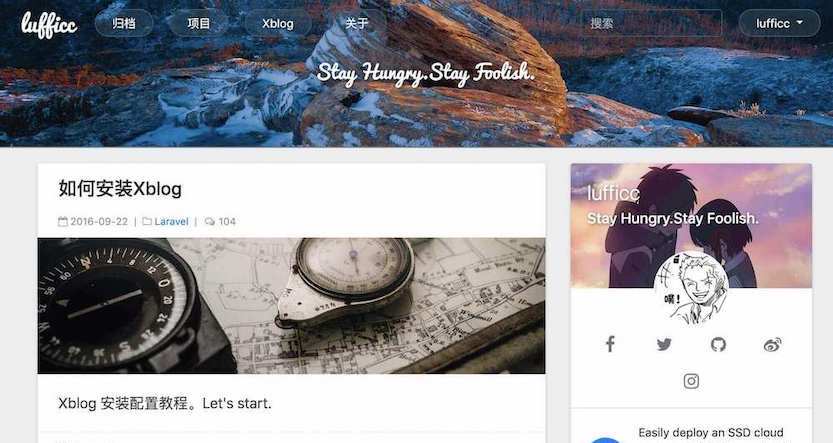 lufficc 归档 项目 Xblog 关于 搜索 lufficc
Stay Hungry.Stay Foolish.
如何安装Xblog
2016-09-22 | Laravel | 104
Xblog 安装配置教程。Let's start.
lufficc
Stay Hungry.Stay Foolish.
嘿!
Easily deploy an SSD cloud